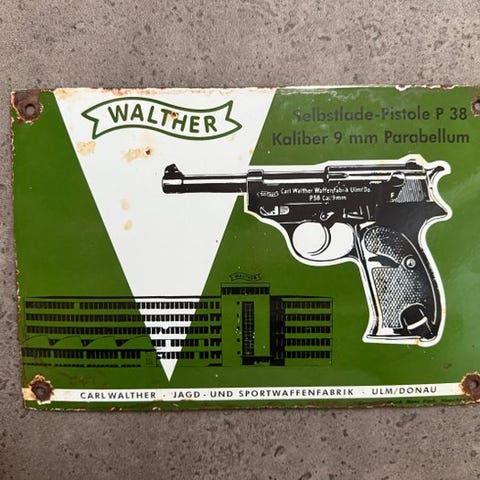 WALTHER
Selbstlade-Pistole P 38
Kaliber 9 mm Parabellum
Carl Walther Waffenfabrik Ulm/Do.
P38 Cal.9mm
WALTHER
CARL WALTHER · JAGD - UND SPORTWAFFENFABRIK · ULM/DONAU